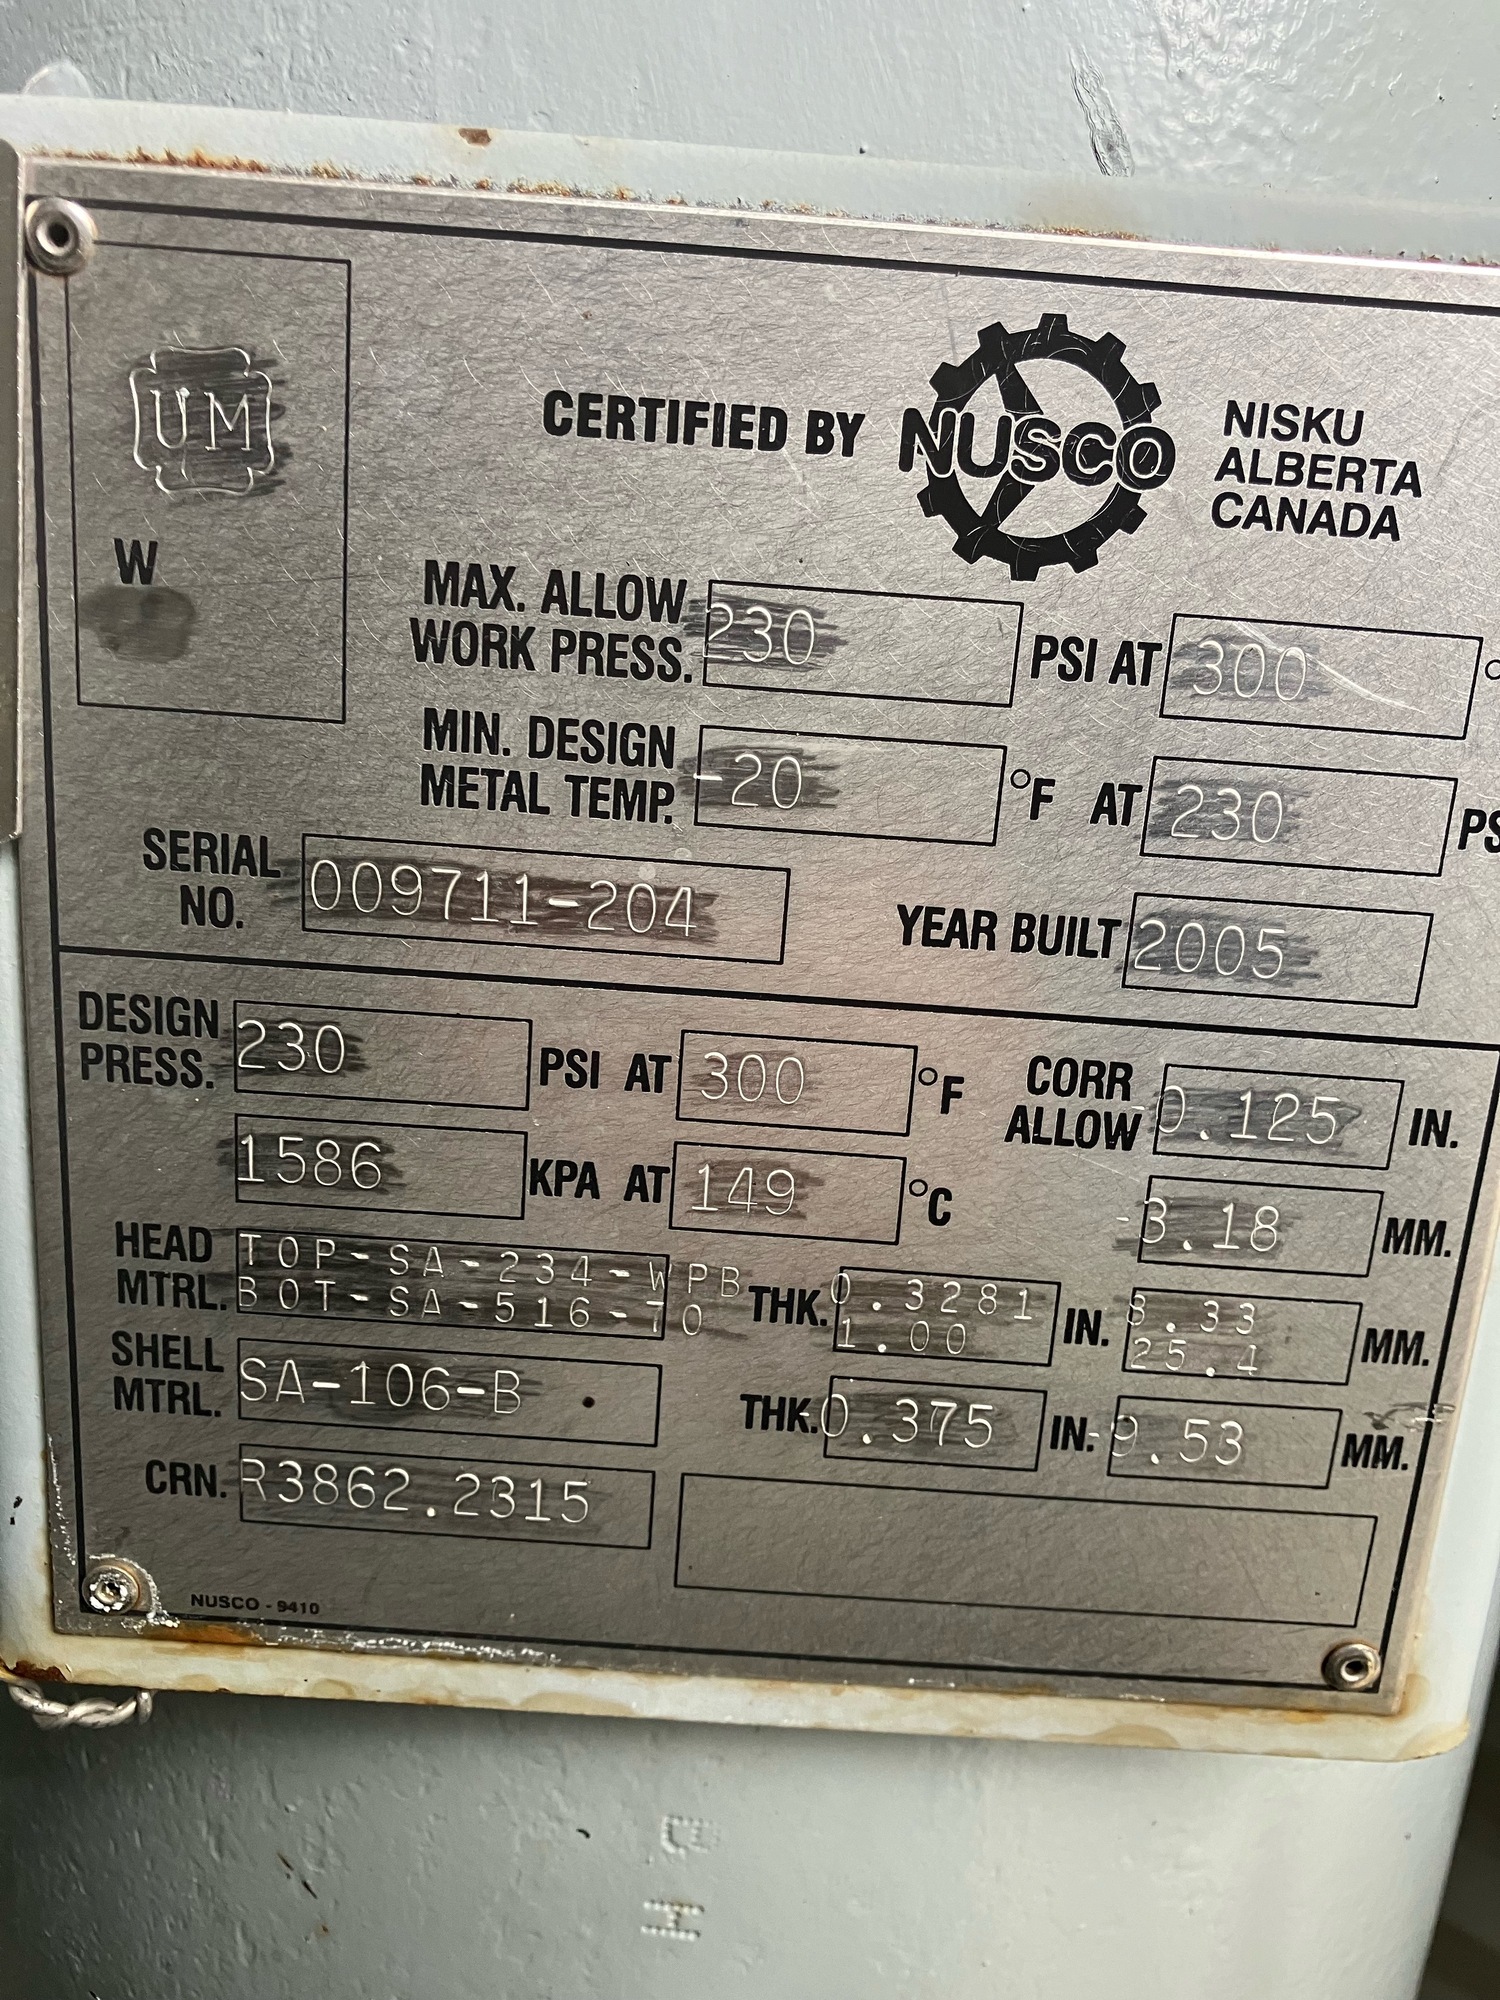 UM
W
CERTIFIED BY NUSCO
NISKU
ALBERTA
CANADA
MAX. ALLOW
WORK PRESS. 230 PSI AT 300 °
MIN. DESIGN
METAL TEMP. -20 °F AT 230 PS
SERIAL
NO. 009711-204
YEAR BUILT 2005
DESIGN
PRESS. 230 PSI AT 300 °F
CORR
ALLOW 0.125 IN.
1586 KPA AT 149 °C
3.18 MM.
HEAD
MTRL. TOP-SA-234-WPB
BOT-SA-516-70
THK. 0.3281
1.00 IN.
8.33
25.4 MM.
SHELL
MTRL. SA-106-B
THK. 0.375 IN. 9.53 MM.
CRN. R3862.2315
NUSCO - 9410